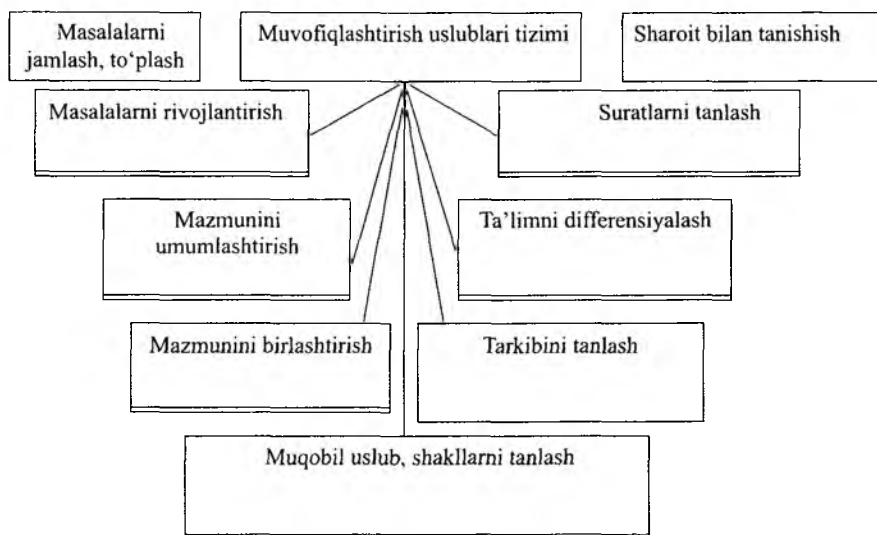 Masalalarni
jamlash, to‘plash
Muvofiqlashtirish uslublari tizimi
Sharoit bilan tanishish
Masalalarni rivojlantirish
Suratlarni tanlash
Mazmunini
umumlashtirish
Ta’limni differensiyalash
Mazmunini birlashtirish
Tarkibini tanlash
Muqobil uslub, shakllarni tanlash